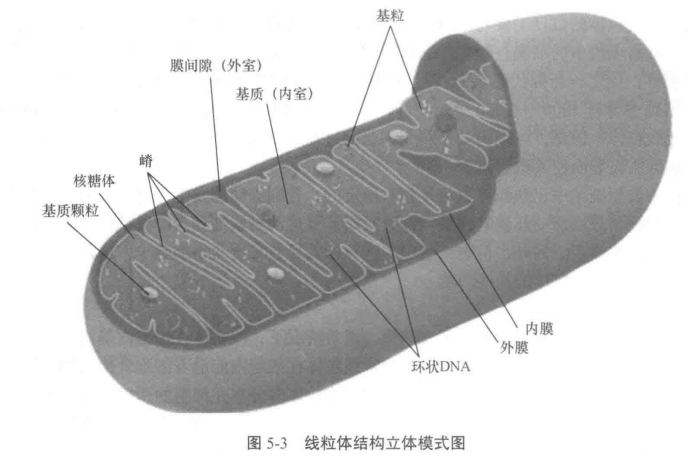 基粒
膜间隙（外室）
基质（内室）
嵴
核糖体
基质颗粒
内膜
外膜
环状DNA
图 5-3 线粒体结构立体模式图